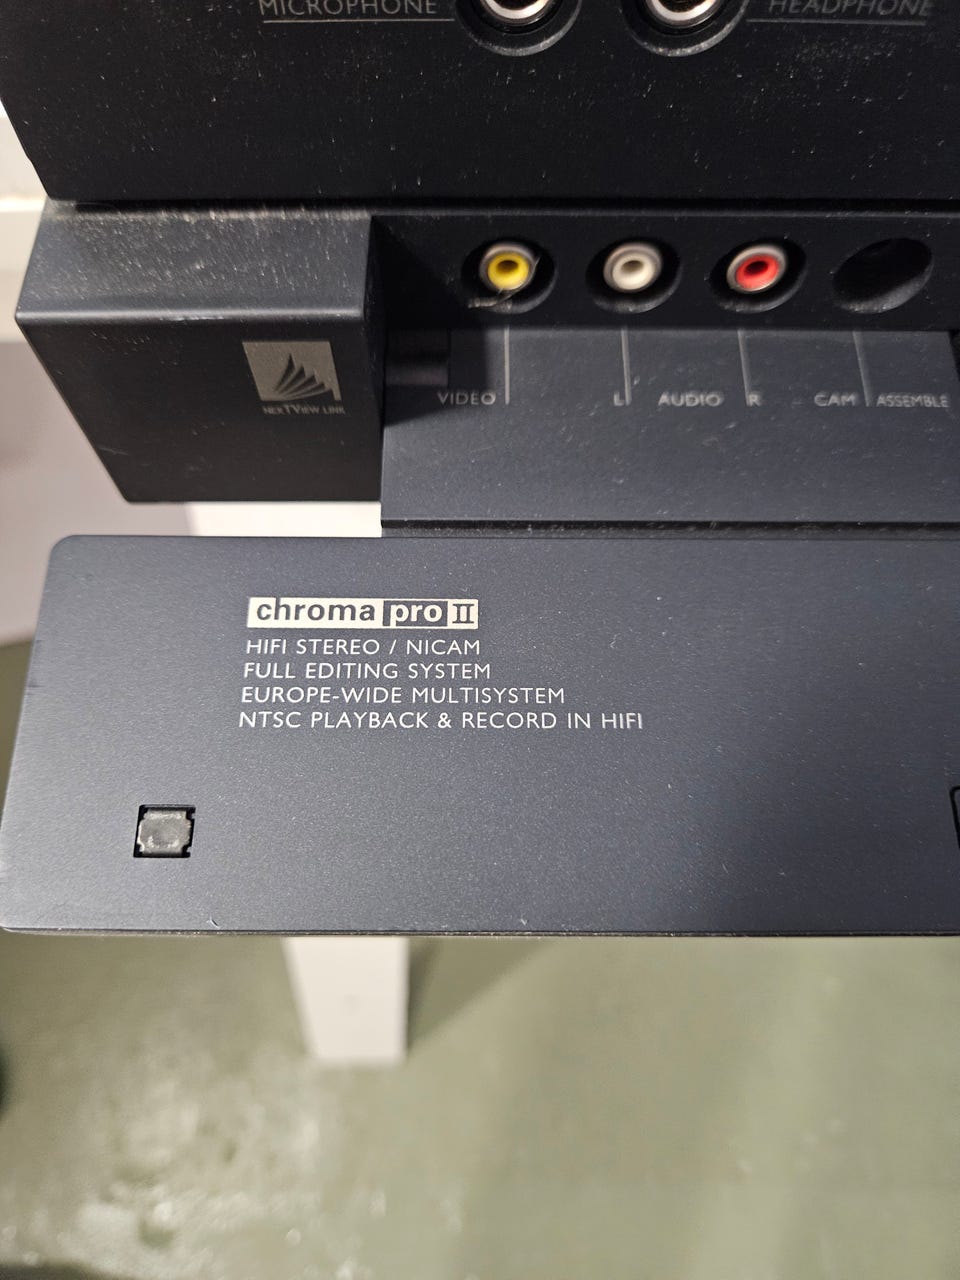 MICROPHONE
HEADPHONE
NEXTVIEW LINK
VIDEO
L AUDIO R
CAM ASSEMBLE
chroma pro II
HIFI STEREO / NICAM
FULL EDITING SYSTEM
EUROPE-WIDE MULTISYSTEM
NTSC PLAYBACK & RECORD IN HIFI